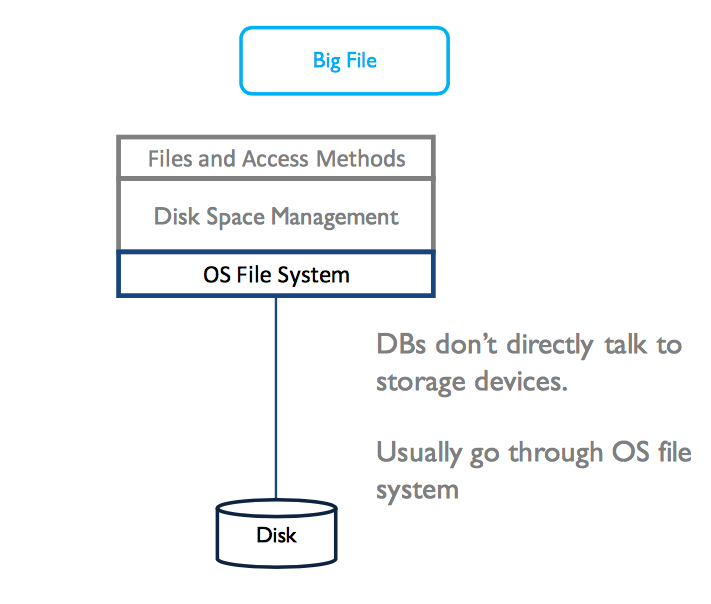 Big File
Files and Access Methods
Disk Space Management
OS File System
DBs don't directly talk to
storage devices.
Usually go through OS file
system
Disk